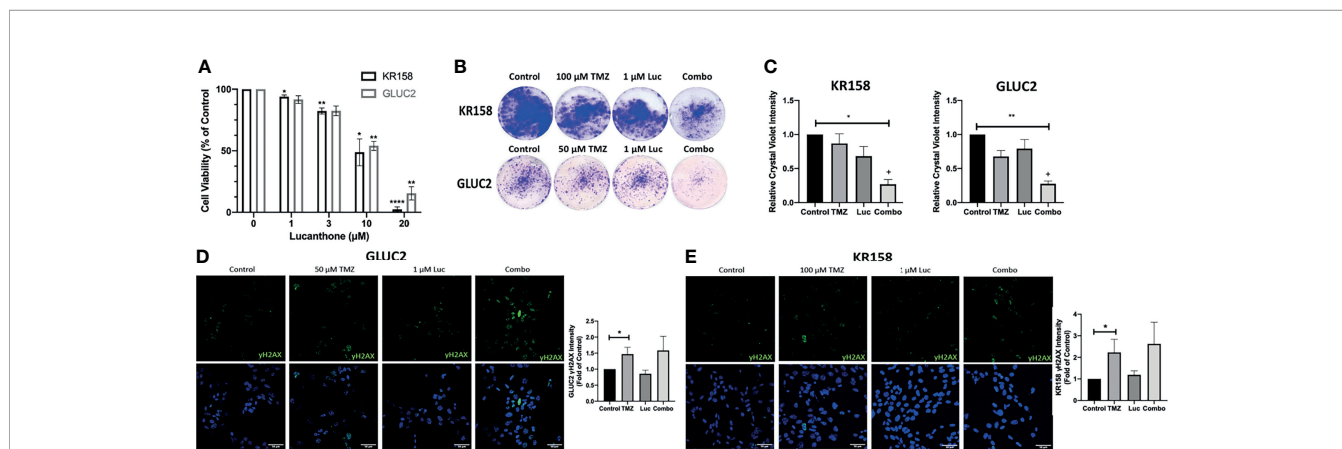 A
KR158
GLUC2
Cell Viability (% of Control)
100
50
0
*
**
*
**
****
**
0 1 3 10 20
Lucanthone (μM)
B
Control 100 μM TMZ 1 μM Luc Combo
KR158
Control 50 μM TMZ 1 μM Luc Combo
GLUC2
C
KR158
Relative Crystal Violet Intensity
1.5
1.0
0.5
0.0
*
+
Control TMZ Luc Combo
GLUC2
Relative Crystal Violet Intensity
1.5
1.0
0.5
0.0
**
+
Control TMZ Luc Combo
D
GLUC2
Control 50 μM TMZ 1 μM Luc Combo
γH2AX γH2AX γH2AX γH2AX
GLUC2 γH2AX Intensity
(Fold of Control)
2.5
2.0
1.5
1.0
0.5
0.0
*
Control TMZ Luc Combo
E
KR158
Control 100 μM TMZ 1 μM Luc Combo
γH2AX γH2AX γH2AX γH2AX
KR158 γH2AX Intensity
(Fold of Control)
4
3
2
1
0
*
Control TMZ Luc Combo